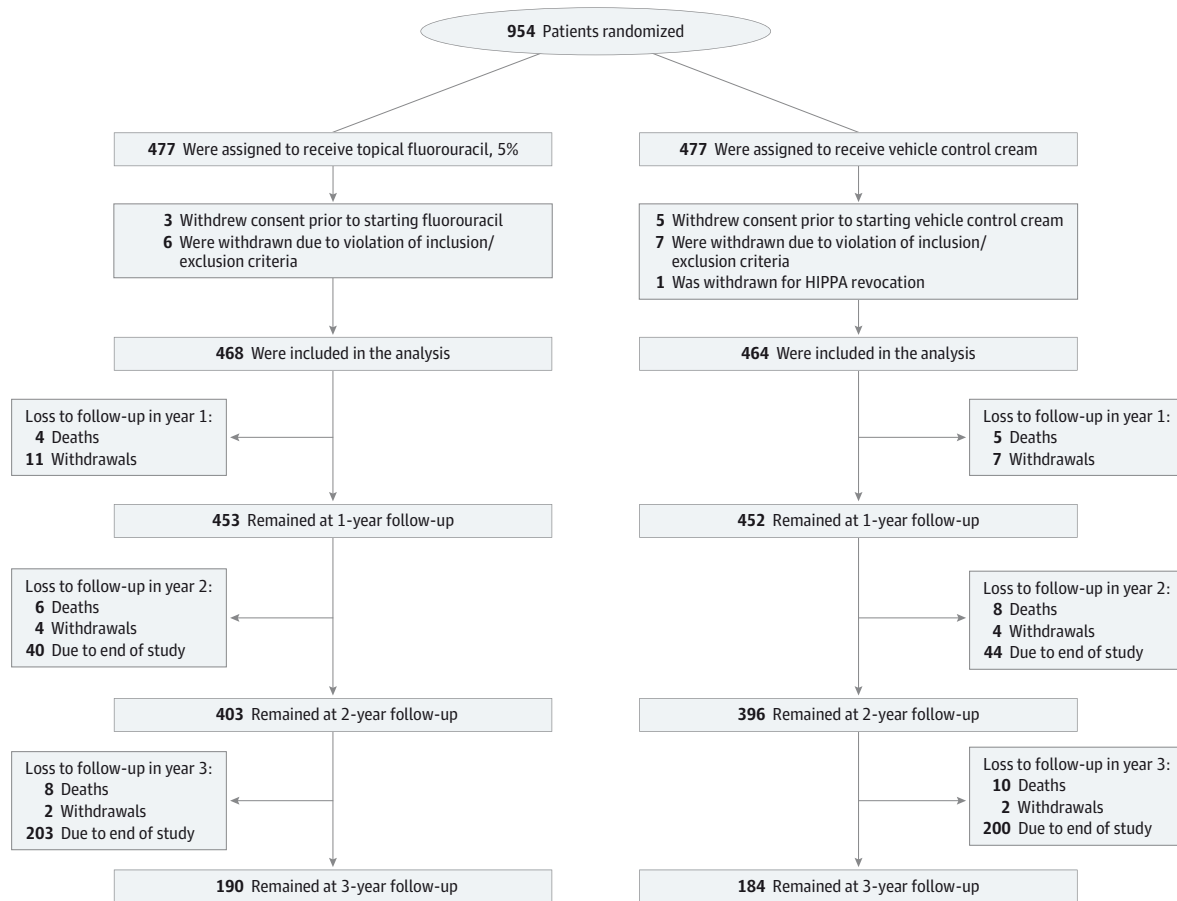 954 Patients randomized
477 Were assigned to receive topical fluorouracil, 5%
477 Were assigned to receive vehicle control cream
3 Withdrew consent prior to starting fluorouracil
6 Were withdrawn due to violation of inclusion/
exclusion criteria
5 Withdrew consent prior to starting vehicle control cream
7 Were withdrawn due to violation of inclusion/
exclusion criteria
1 Was withdrawn for HIPPA revocation
468 Were included in the analysis
464 Were included in the analysis
Loss to follow-up in year 1:
4 Deaths
11 Withdrawals
Loss to follow-up in year 1:
5 Deaths
7 Withdrawals
453 Remained at 1-year follow-up
452 Remained at 1-year follow-up
Loss to follow-up in year 2:
6 Deaths
4 Withdrawals
40 Due to end of study
Loss to follow-up in year 2:
8 Deaths
4 Withdrawals
44 Due to end of study
403 Remained at 2-year follow-up
396 Remained at 2-year follow-up
Loss to follow-up in year 3:
8 Deaths
2 Withdrawals
203 Due to end of study
Loss to follow-up in year 3:
10 Deaths
2 Withdrawals
200 Due to end of study
190 Remained at 3-year follow-up
184 Remained at 3-year follow-up